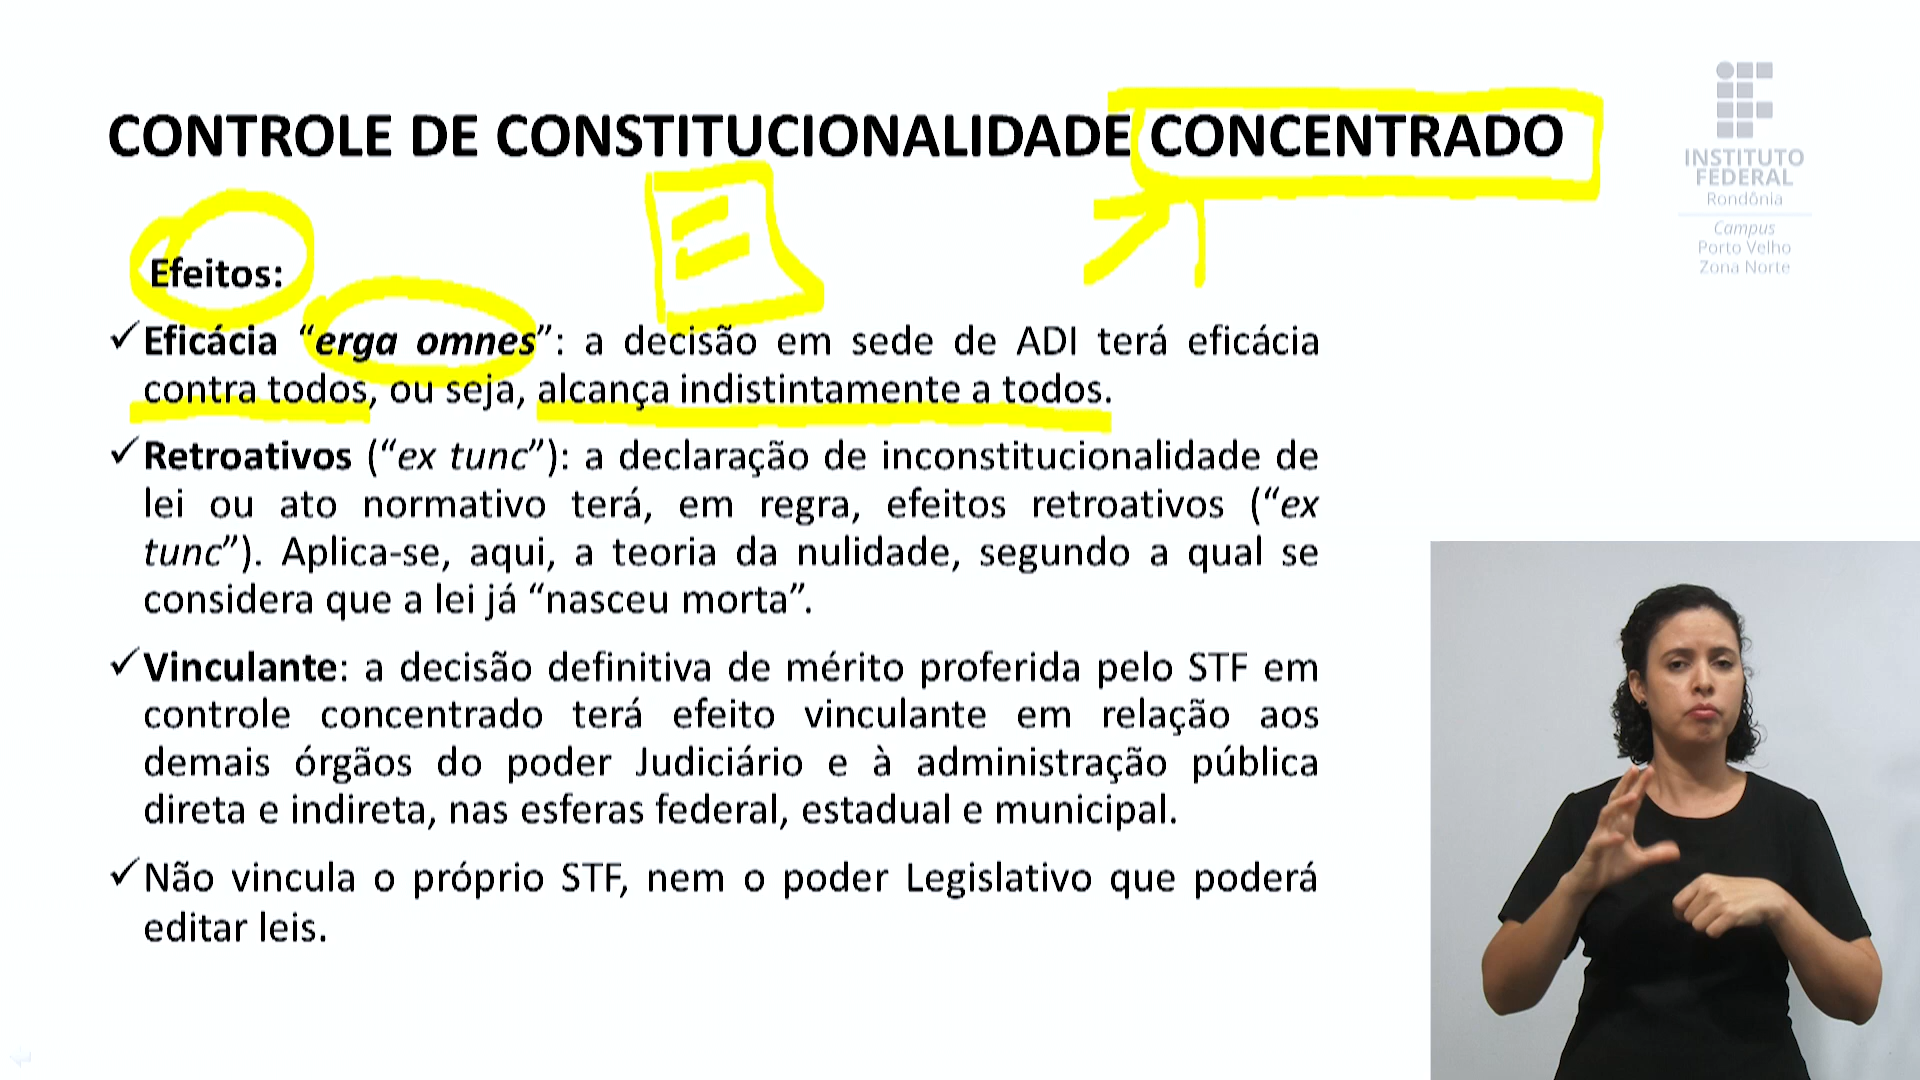 CONTROLE DE CONSTITUCIONALIDADE CONCENTRADO
INSTITUTO
FEDERAL
Rondônia
Campus
Porto Velho
Zona Norte
Efeitos:
✓Eficácia “erga omnes”: a decisão em sede de ADI terá eficácia
contra todos, ou seja, alcança indistintamente a todos.
✓Retroativos (“ex tunc”): a declaração de inconstitucionalidade de
lei ou ato normativo terá, em regra, efeitos retroativos (“ex
tunc”). Aplica-se, aqui, a teoria da nulidade, segundo a qual se
considera que a lei já “nasceu morta”.
✓Vinculante: a decisão definitiva de mérito proferida pelo STF em
controle concentrado terá efeito vinculante em relação aos
demais órgãos do poder Judiciário e à administração pública
direta e indireta, nas esferas federal, estadual e municipal.
✓Não vincula o próprio STF, nem o poder Legislativo que poderá
editar leis.